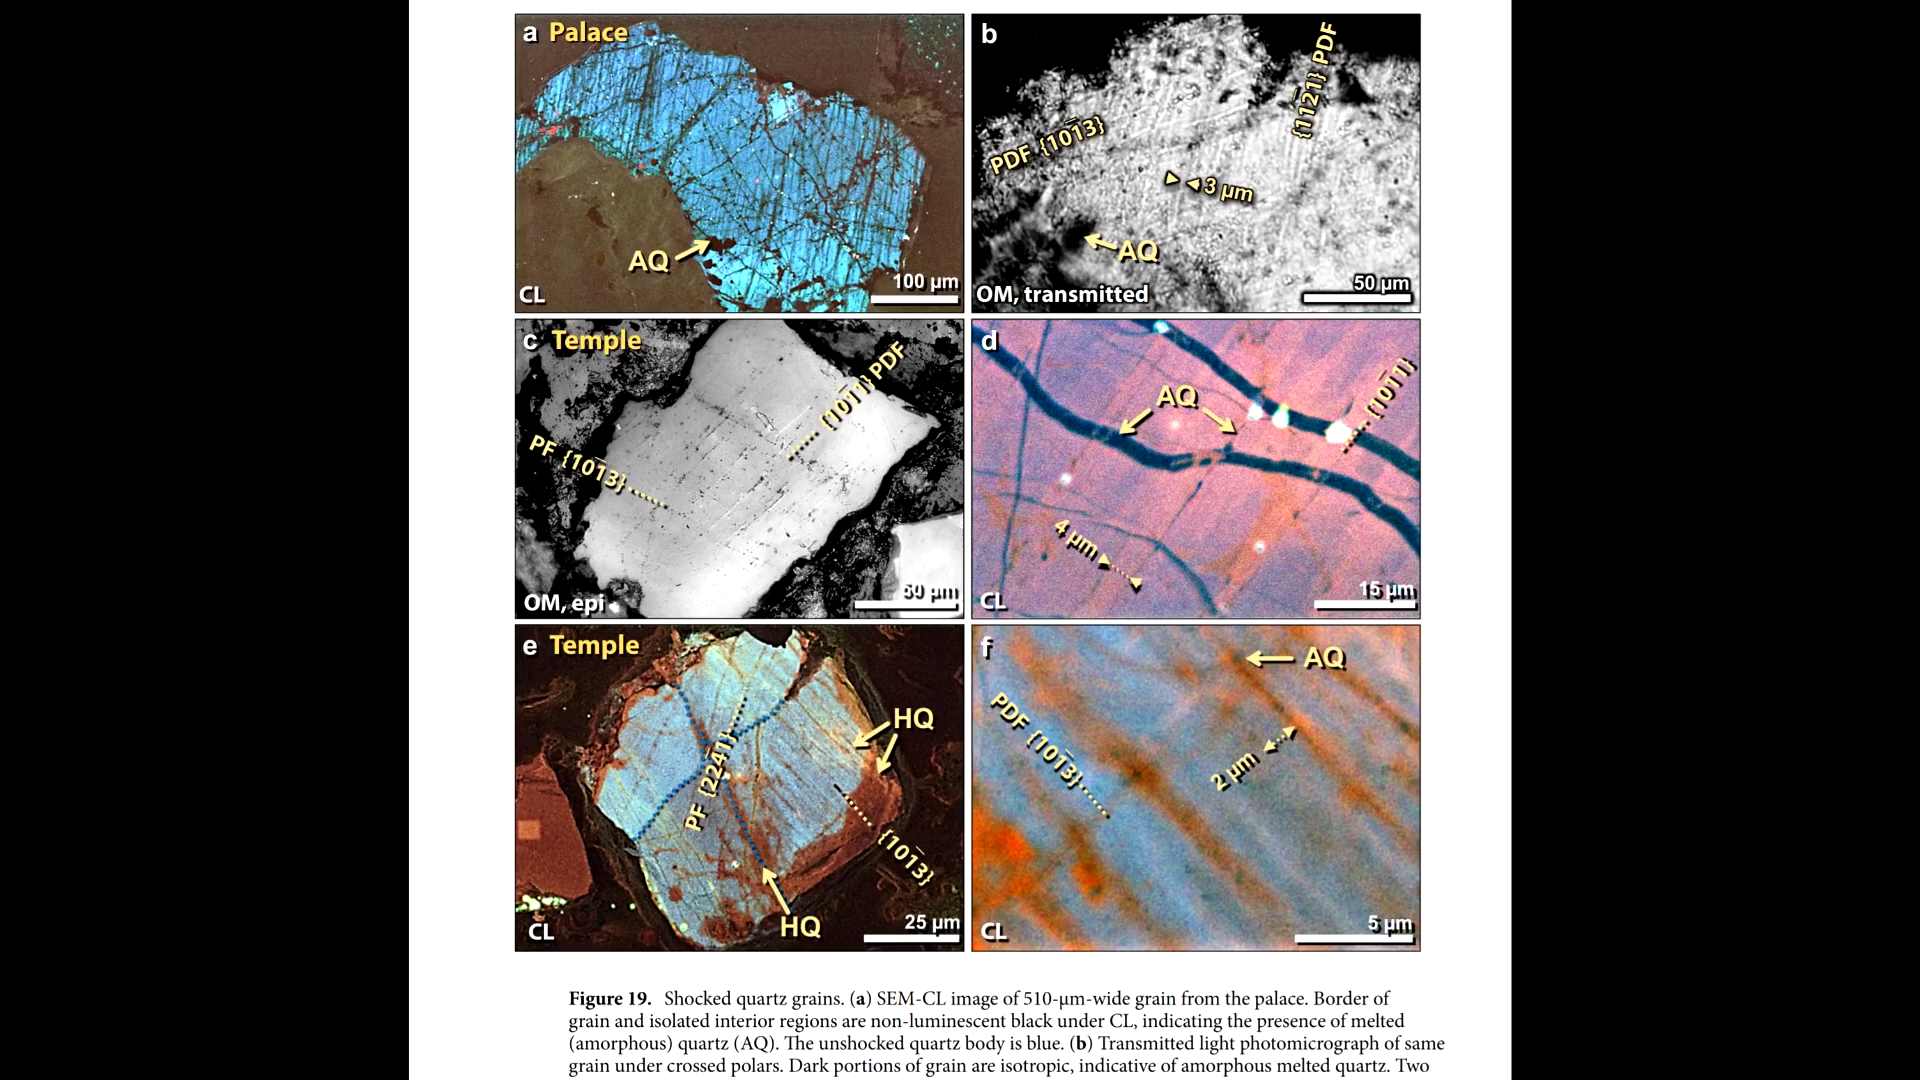 a Palace
AQ
100 µm
CL
b
PDF {101̄3}
{112̄1} PDF
3 µm
AQ
50 µm
OM, transmitted
c Temple
{101̄1} PDF
PF {101̄3}
50 µm
OM, epi
d
AQ
{101̄1}
4 µm
15 µm
CL
e Temple
HQ
PF {224̄1}
{101̄3}
HQ
25 µm
CL
f
AQ
PDF {101̄3}
2 µm
5 µm
CL
Figure 19. Shocked quartz grains. (a) SEM-CL image of 510-µm-wide grain from the palace. Border of
grain and isolated interior regions are non-luminescent black under CL, indicating the presence of melted
(amorphous) quartz (AQ). The unshocked quartz body is blue. (b) Transmitted light photomicrograph of same
grain under crossed polars. Dark portions of grain are isotropic, indicative of amorphous melted quartz. Two